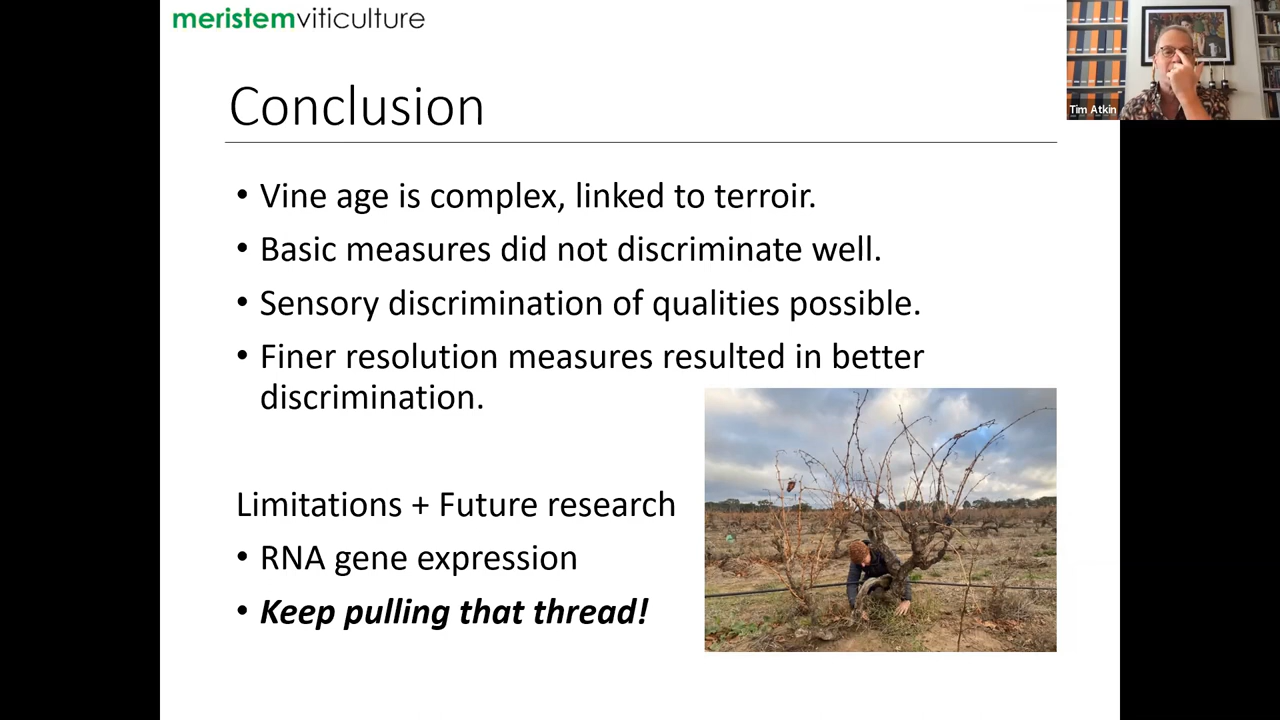 meristemviticulture
Tim Atkin
Conclusion
• Vine age is complex, linked to terroir.
• Basic measures did not discriminate well.
• Sensory discrimination of qualities possible.
• Finer resolution measures resulted in better
discrimination.
Limitations + Future research
• RNA gene expression
• Keep pulling that thread!